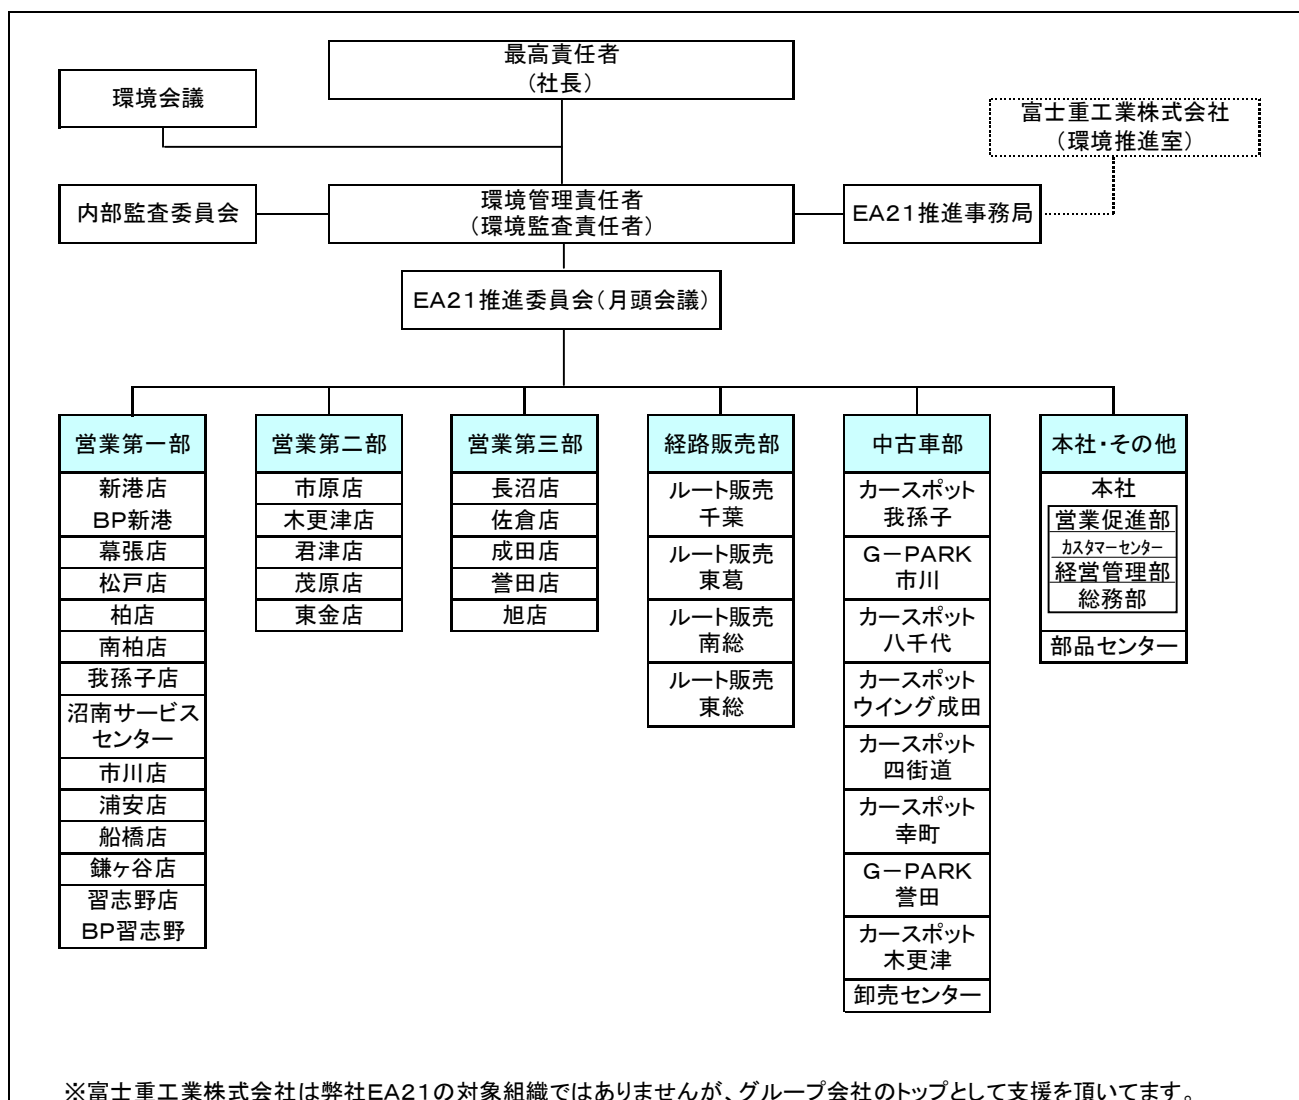 最高責任者
(社長)
環境会議
富士重工業株式会社
(環境推進室)
内部監査委員会
環境管理責任者
(環境監査責任者)
EA21推進事務局
EA21推進委員会(月頭会議)
営業第一部
新港店
BP新港
幕張店
松戸店
柏店
南柏店
我孫子店
沼南サービス
センター
市川店
浦安店
船橋店
鎌ヶ谷店
習志野店
BP習志野
営業第二部
市原店
木更津店
君津店
茂原店
東金店
営業第三部
長沼店
佐倉店
成田店
誉田店
旭店
経路販売部
ルート販売
千葉
ルート販売
東葛
ルート販売
南総
ルート販売
東総
中古車部
カースポット
我孫子
G-PARK
市川
カースポット
八千代
カースポット
ウイング成田
カースポット
四街道
カースポット
幸町
G-PARK
誉田
カースポット
木更津
卸売センター
本社・その他
本社
営業促進部
カスタマーセンター
経営管理部
総務部
部品センター
※富士重工業株式会社は弊社EA21の対象組織ではありませんが、グループ会社のトップとして支援を頂いてます。